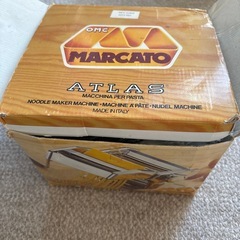 OMC
MARCATO
ATLAS
MACCHINA PER PASTA
NOODLE MAKER MACHINE • MACHINE A PÂTE • NUDEL MACHINE
MADE IN ITALY